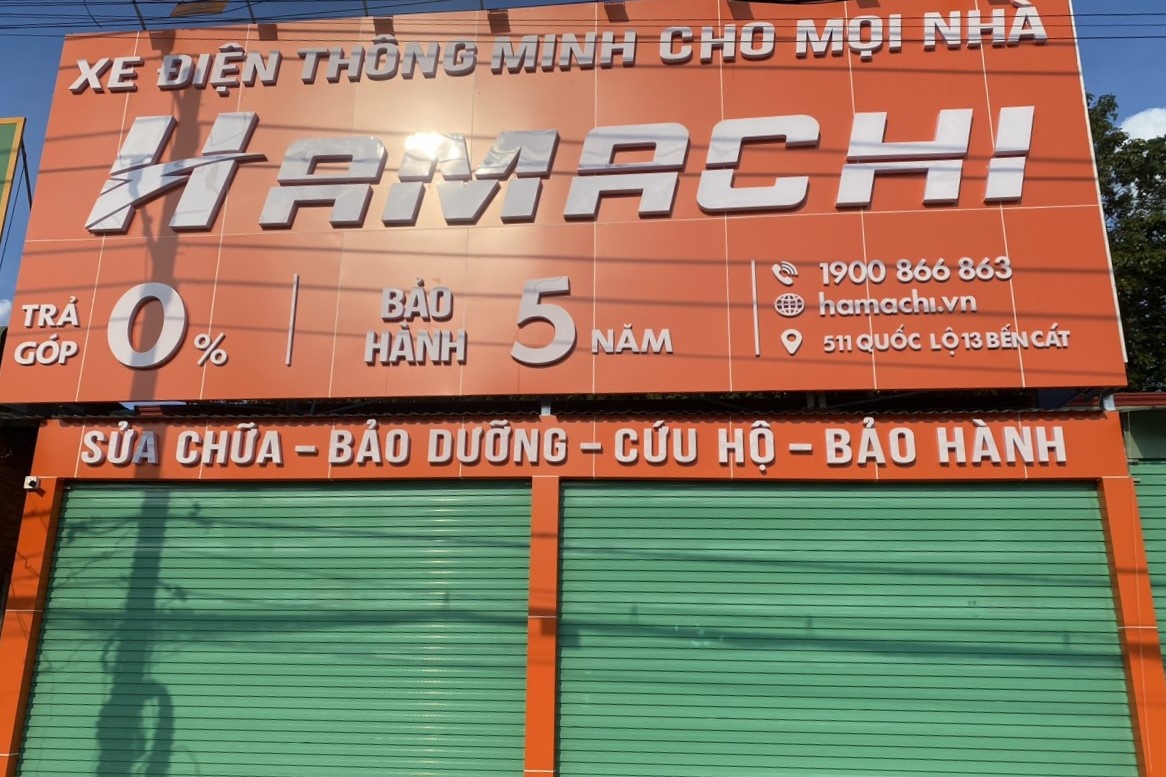 XE ĐIỆN THÔNG MINH CHO MỌI NHÀ
HAMACHI
TRẢ GÓP 0%
BẢO HÀNH 5 NĂM
1900 866 863
hamachi.vn
511 QUỐC LỘ 13 BẾN CÁT
SỬA CHỮA - BẢO DƯỠNG - CỨU HỘ - BẢO HÀNH